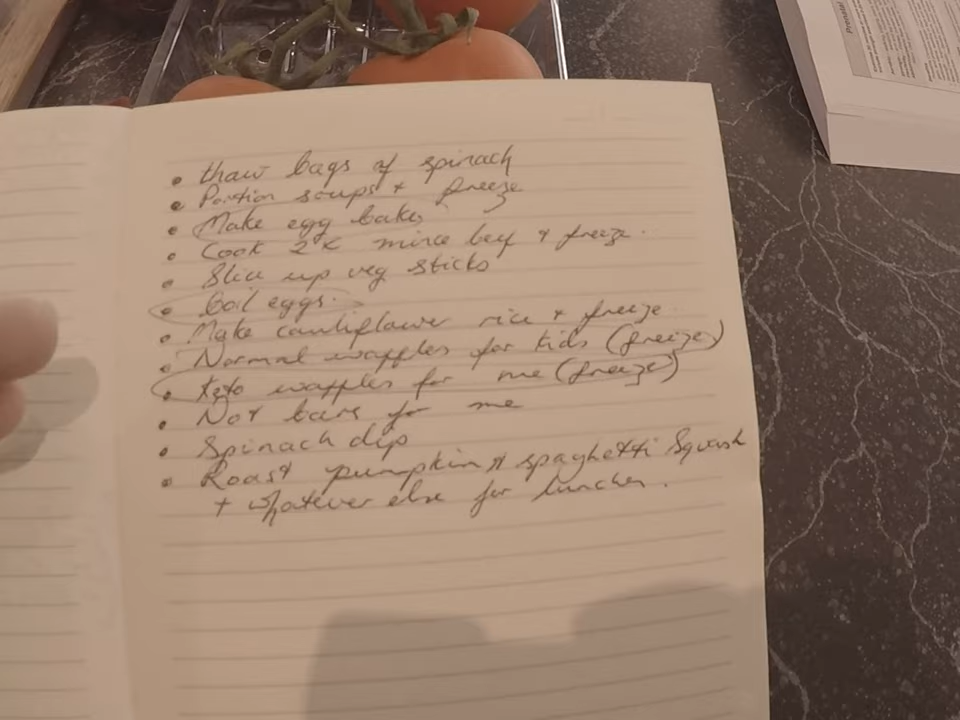 • thaw bags of spinach
• Portion soups + freeze
• Make egg bakes
• Cook 2 x mince beef & freeze.
• Slice up veg sticks
• boil eggs.
• Make cauliflower rice & freeze
• Normal waffles for kids (freeze)
• Keto waffles for me (freeze)
• Nut bars for me
• Spinach dip
• Roast pumpkin & spaghetti Squash
+ whatever else for lunches.